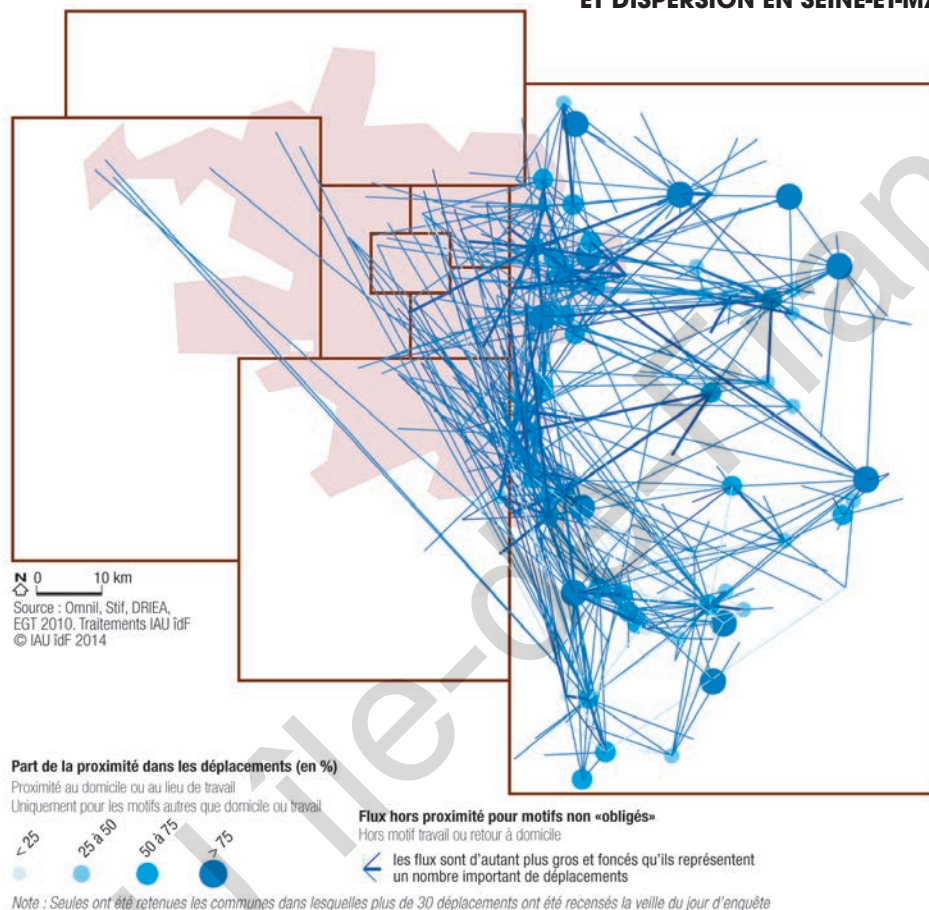 ET DISPERSION EN SEINE-ET-MA
N 0 10 km
Source : Omnil, Stif, DRIEA,
EGT 2010. Traitements IAU îdF
© IAU îdF 2014
Part de la proximité dans les déplacements (en %)
Proximité au domicile ou au lieu de travail
Uniquement pour les motifs autres que domicile ou travail
< 25 25 à 50 50 à 75 > 75
Flux hors proximité pour motifs non «obligés»
Hors motif travail ou retour à domicile
les flux sont d'autant plus gros et foncés qu'ils représentent
un nombre important de déplacements
Note : Seules ont été retenues les communes dans lesquelles plus de 30 déplacements ont été recensés la veille du jour d'enquête
île-de-Fran